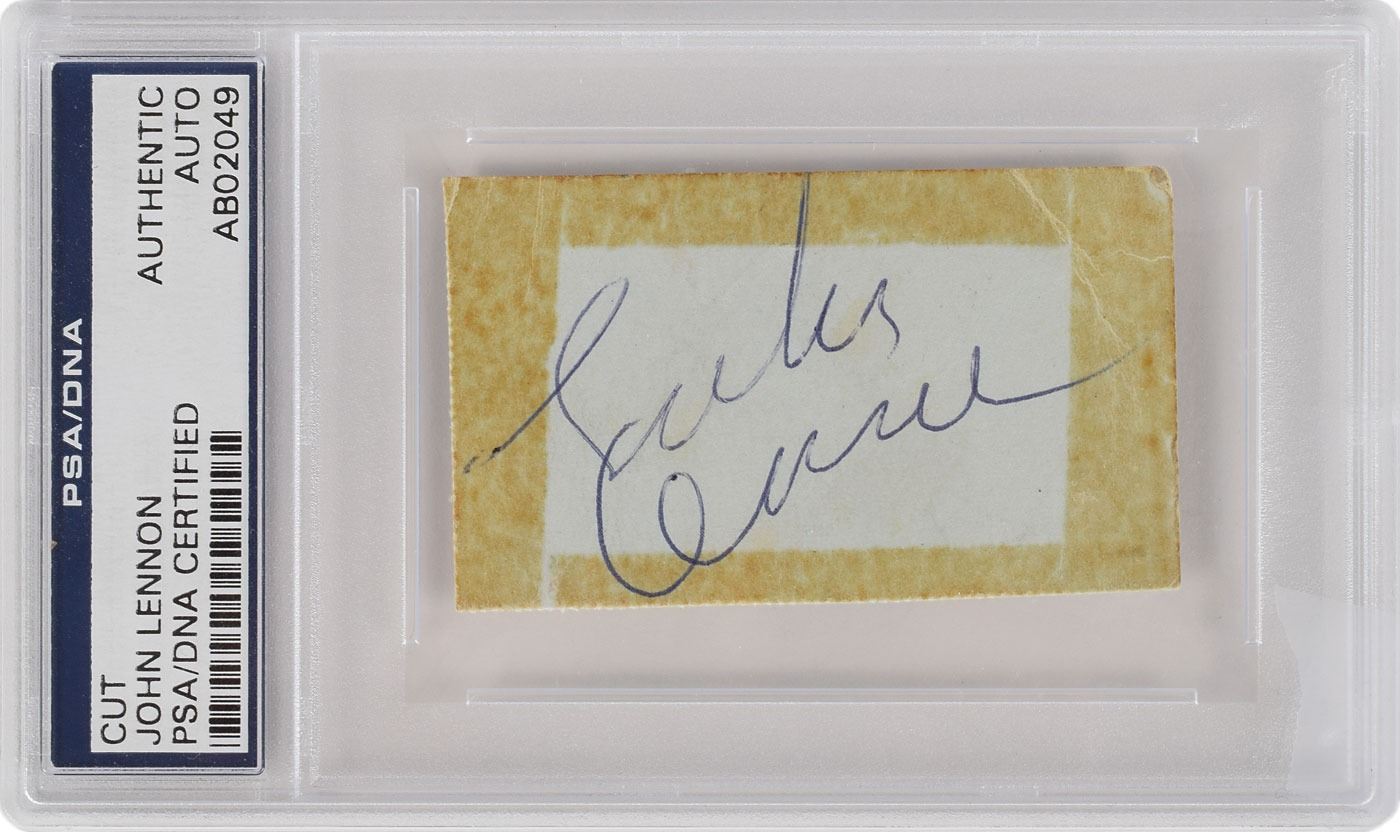 PSA/DNA
CUT
JOHN LENNON
PSA/DNA CERTIFIED
AUTHENTIC
AUTO
AB02049